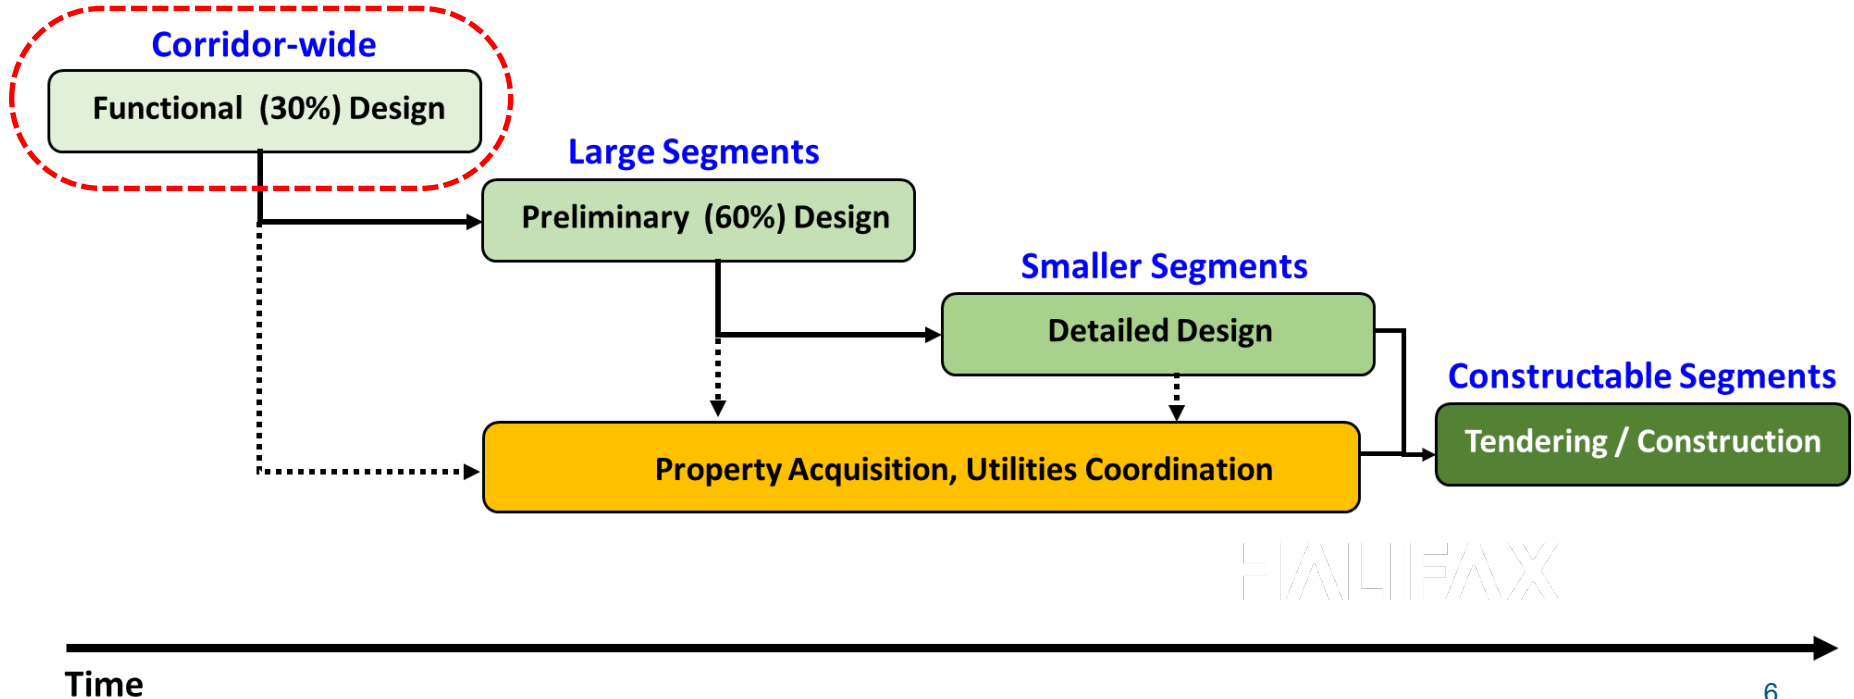 Corridor-wide
Functional (30%) Design
Large Segments
Preliminary (60%) Design
Smaller Segments
Detailed Design
Constructable Segments
Tendering / Construction
Property Acquisition, Utilities Coordination
HALIFAX
Time
6